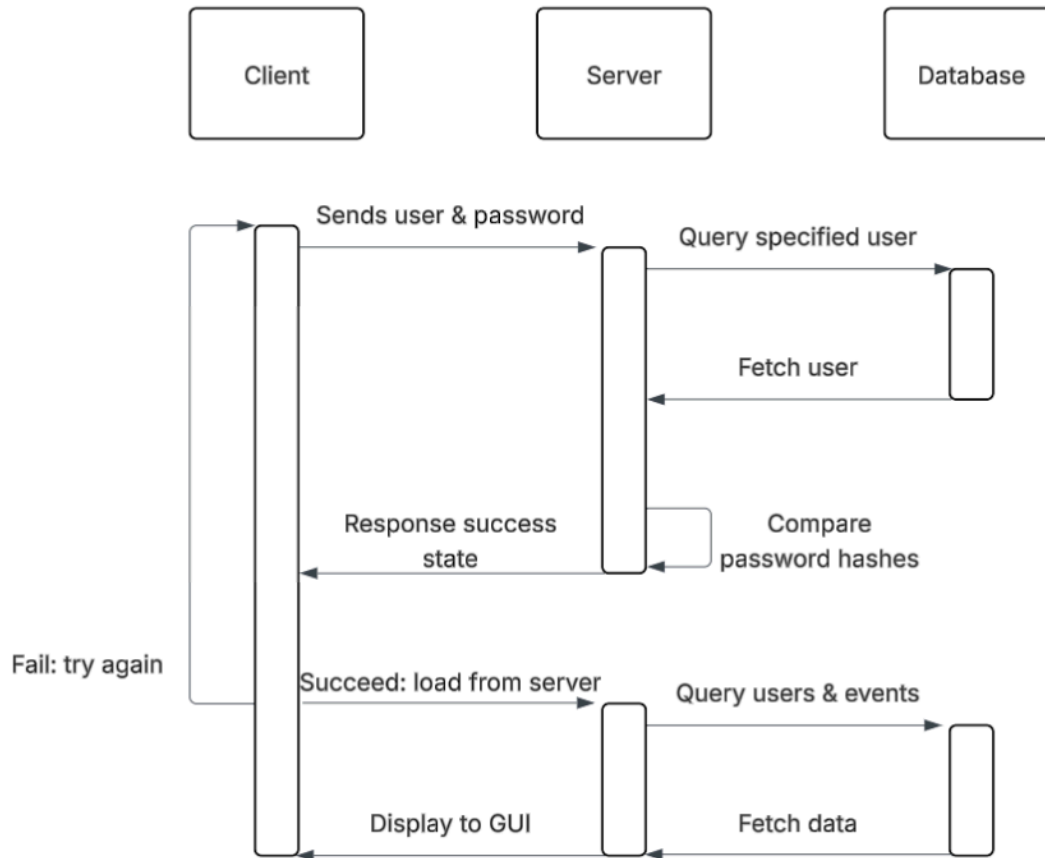 Client
Server
Database
Sends user & password
Query specified user
Fetch user
Response success
state
Compare
password hashes
Fail: try again
Succeed: load from server
Query users & events
Display to GUI
Fetch data